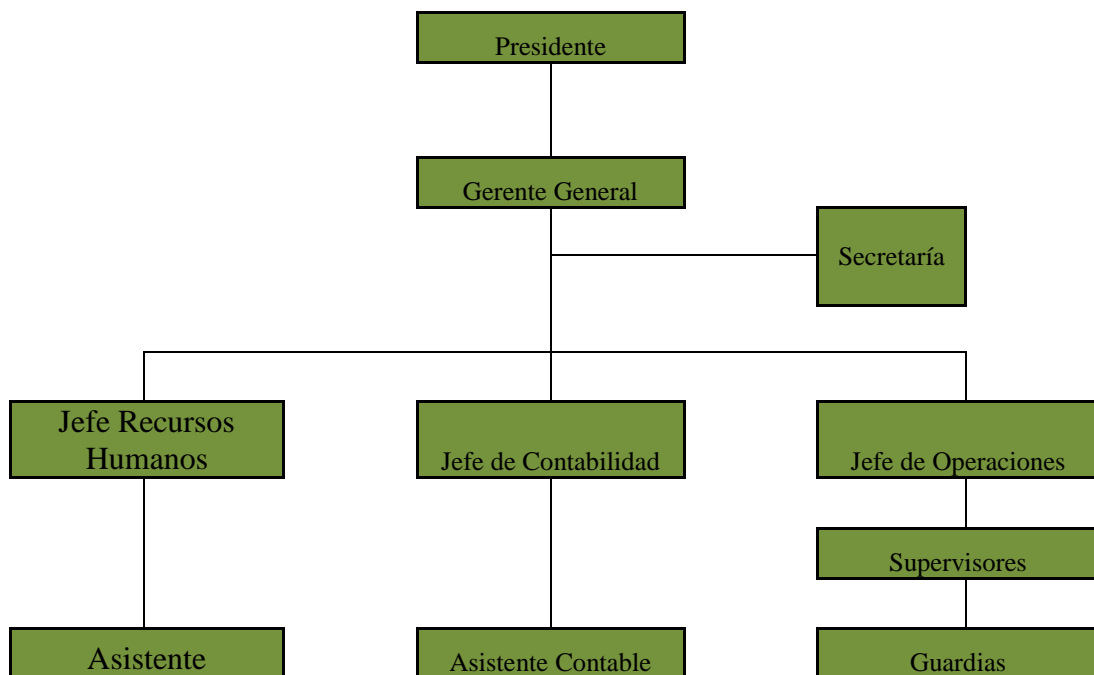 Presidente
Gerente General
Secretaría
Jefe Recursos
Humanos
Jefe de Contabilidad
Jefe de Operaciones
Supervisores
Asistente
Asistente Contable
Guardias